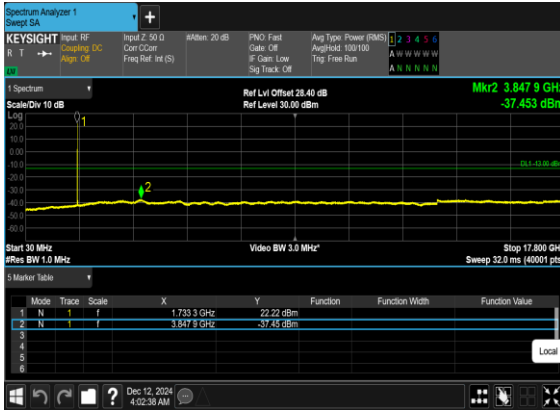 Spectrum Analyzer 1
Swept SA
+
KEYSIGHT
R T
LXI
Input: RF
Coupling: DC
Align: Off
Input Z: 50 Ω
Corr CCorr
Freq Ref: Int (S)
#Atten: 20 dB
PNO: Fast
Gate: Off
IF Gain: Low
Sig Track: Off
Avg Type: Power (RMS)
Avg|Hold: 100/100
Trig: Free Run
1 2 3 4 5 6
A W W W W W
A N N N N N
1 Spectrum
Scale/Div 10 dB
Ref Lvl Offset 28.40 dB
Ref Level 30.00 dBm
Mkr2 3.847 9 GHz
-37.453 dBm
Log
20.0
10.0
0.00
-10.0
-20.0
-30.0
-40.0
-50.0
-60.0
1
2
DL1 -13.00 dBm
Start 30 MHz
#Res BW 1.0 MHz
Video BW 3.0 MHz*
Stop 17.800 GHz
Sweep 32.0 ms (40001 pts)
5 Marker Table
Mode Trace Scale X Y Function Function Width Function Value
1 N 1 f 1.733 3 GHz 22.22 dBm
2 N 1 f 3.847 9 GHz -37.45 dBm
3
4
5
6
Local
?
Dec 12, 2024
4:02:38 AM